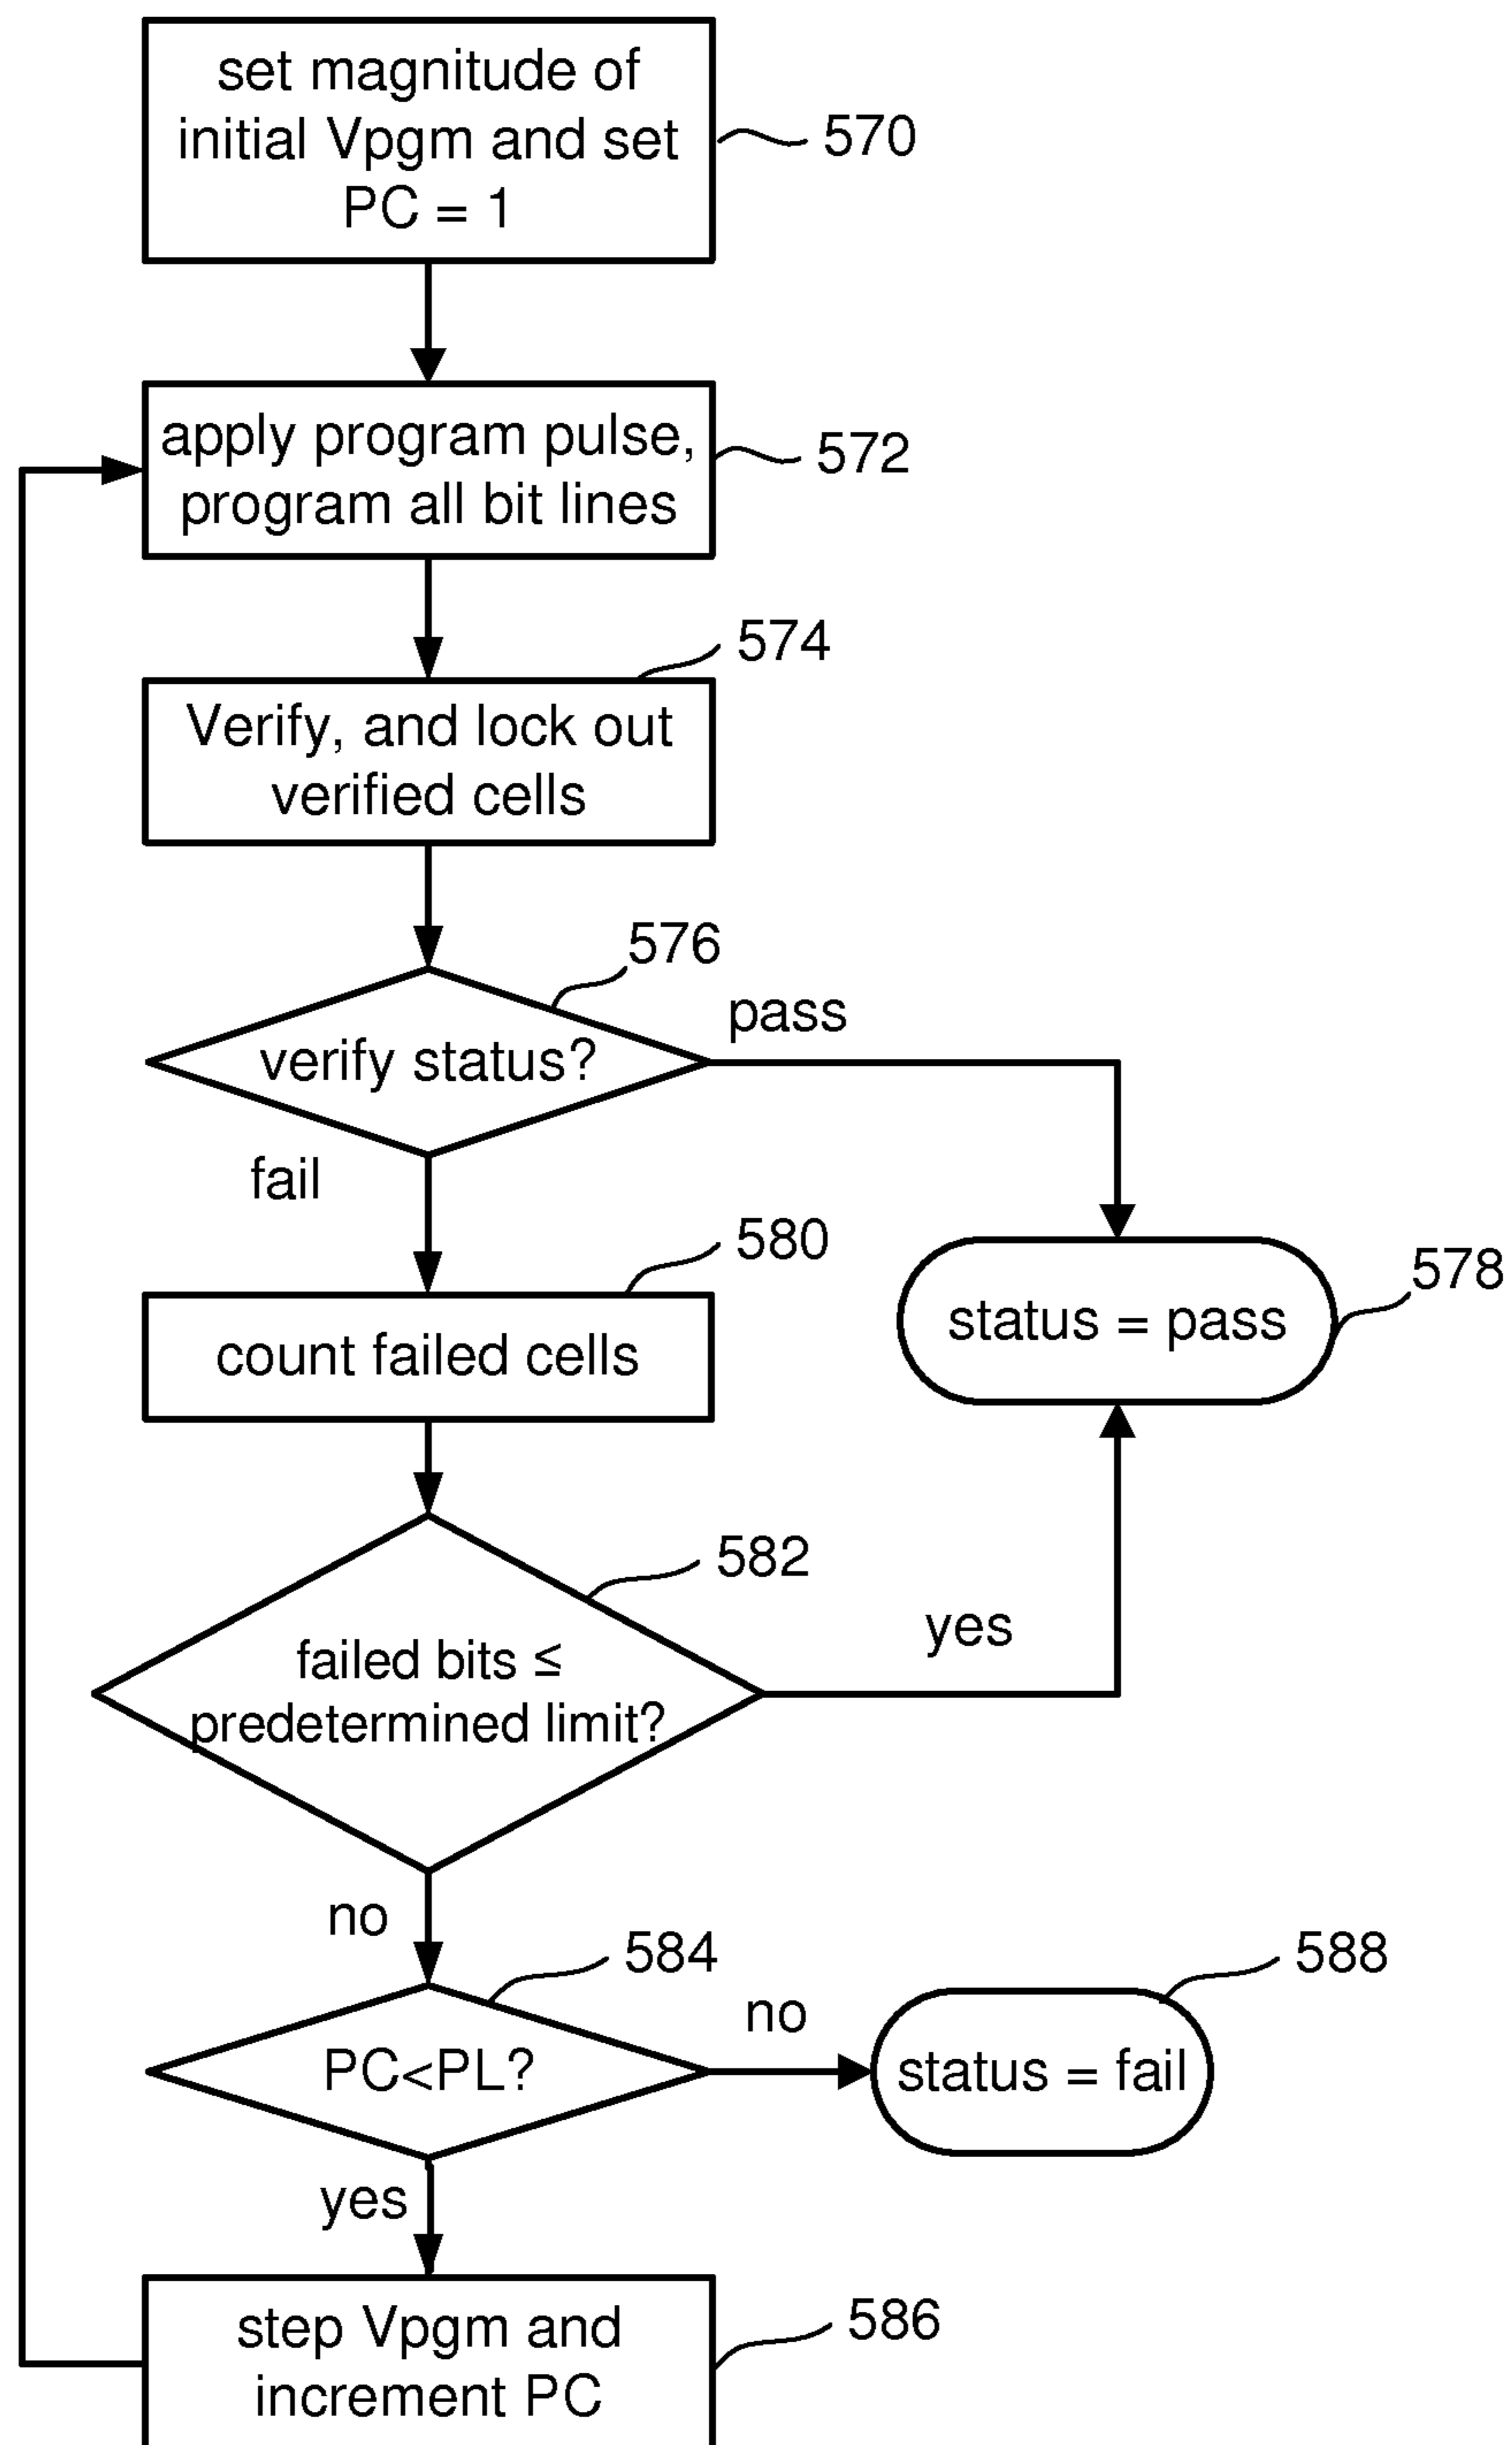 set magnitude of
initial Vpgm and set
PC = 1
570
apply program pulse,
program all bit lines
572
574
Verify, and lock out
verified cells
576
pass
verify status?
fail
580
578
status = pass
count failed cells
582
yes
failed bits ≤
predetermined limit?
no
584
588
no
PC<PL?
status = fail
yes
step Vpgm and
increment PC
586